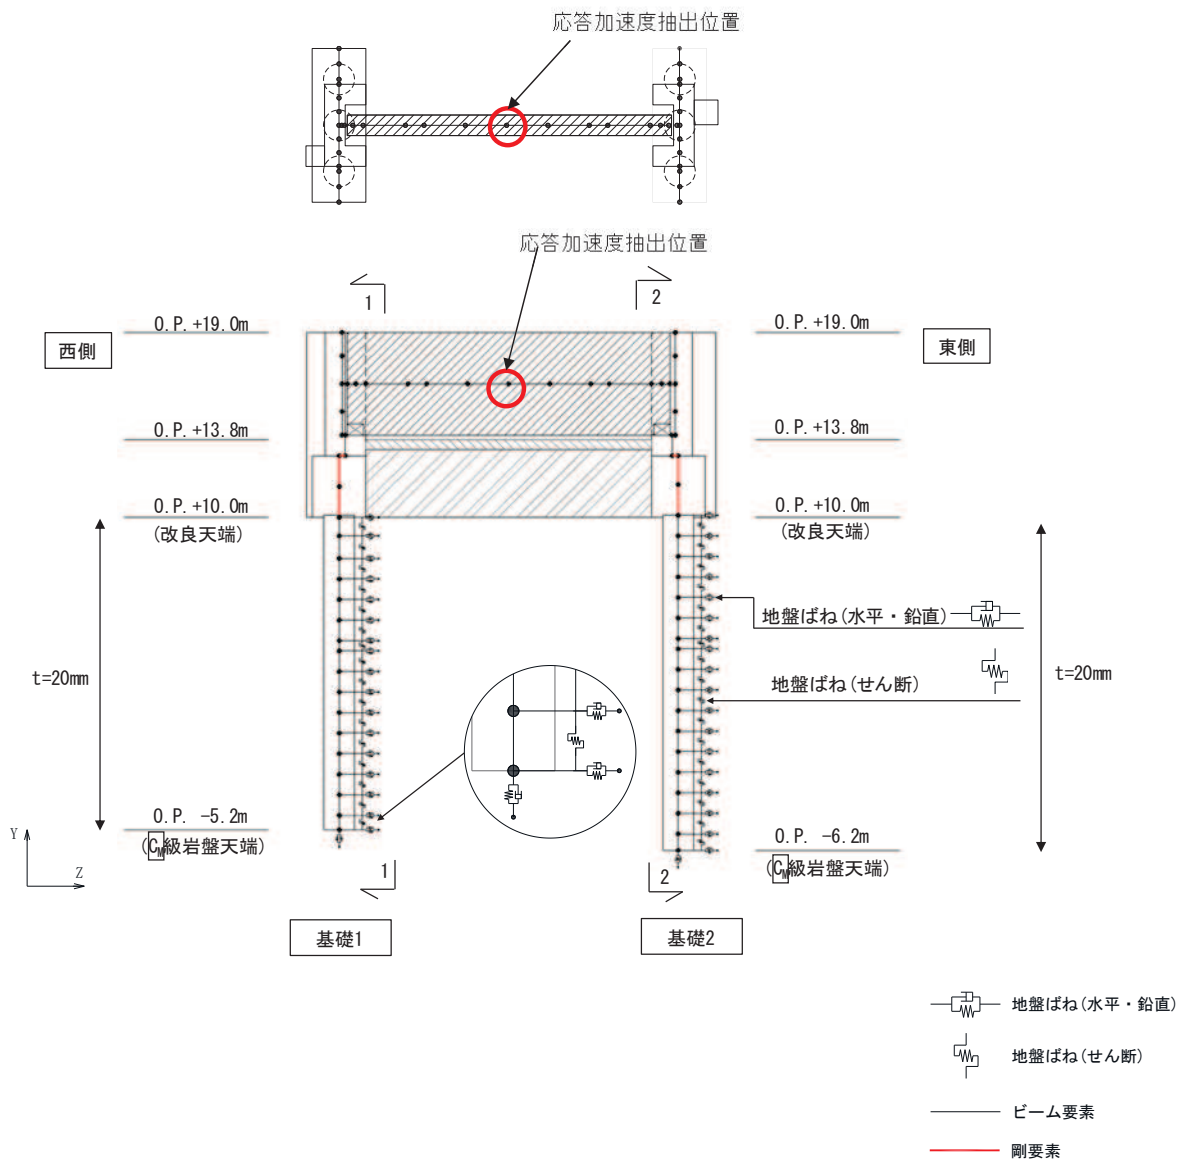 応答加速度抽出位置
応答加速度抽出位置
1
2
西側
東側
O.P.+19.0m
O.P.+19.0m
O.P.+13.8m
O.P.+13.8m
O.P.+10.0m
(改良天端)
O.P.+10.0m
(改良天端)
地盤ばね(水平・鉛直)
t=20mm
地盤ばね(せん断)
t=20mm
O.P. -5.2m
(CM級岩盤天端)
O.P. -6.2m
(CM級岩盤天端)
Y
Z
1
2
基礎1
基礎2
地盤ばね(水平・鉛直)
地盤ばね(せん断)
ビーム要素
剛要素